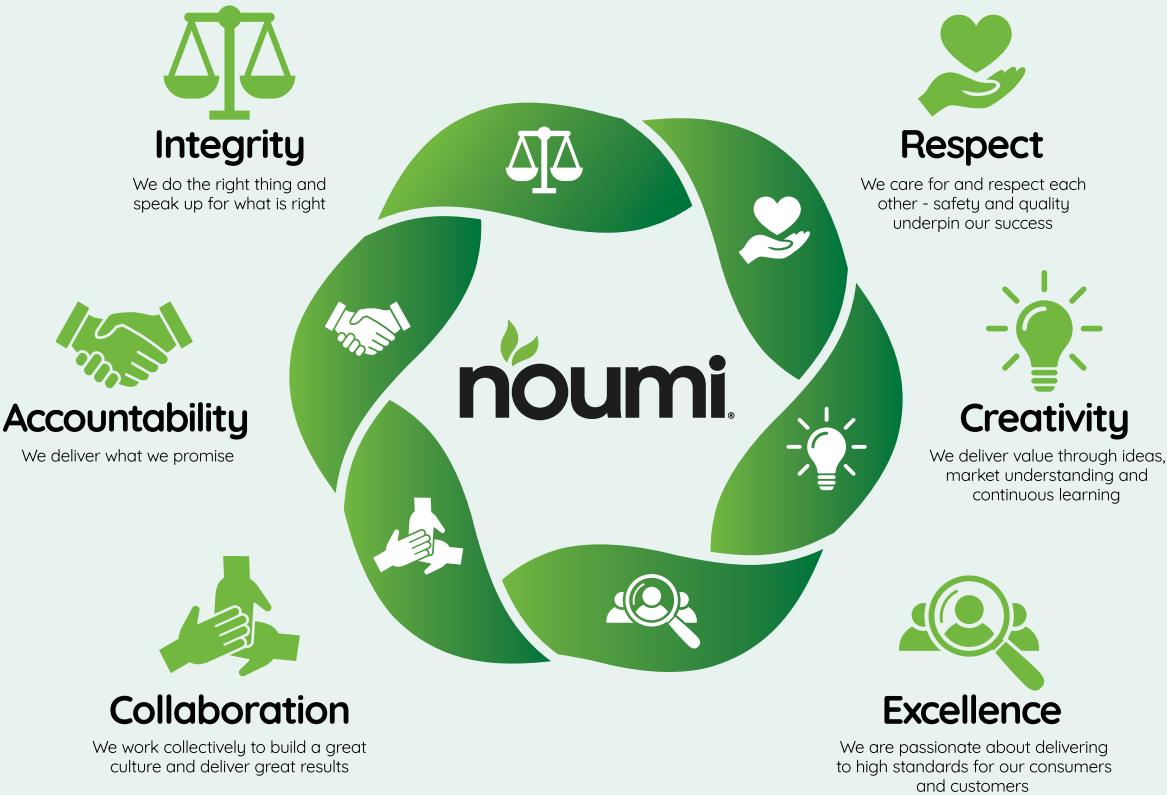 Integrity
We do the right thing and
speak up for what is right
Respect
We care for and respect each
other - safety and quality
underpin our success
Accountability
We deliver what we promise
noumi®
Creativity
We deliver value through ideas,
market understanding and
continuous learning
Collaboration
We work collectively to build a great
culture and deliver great results
Excellence
We are passionate about delivering
to high standards for our consumers
and customers